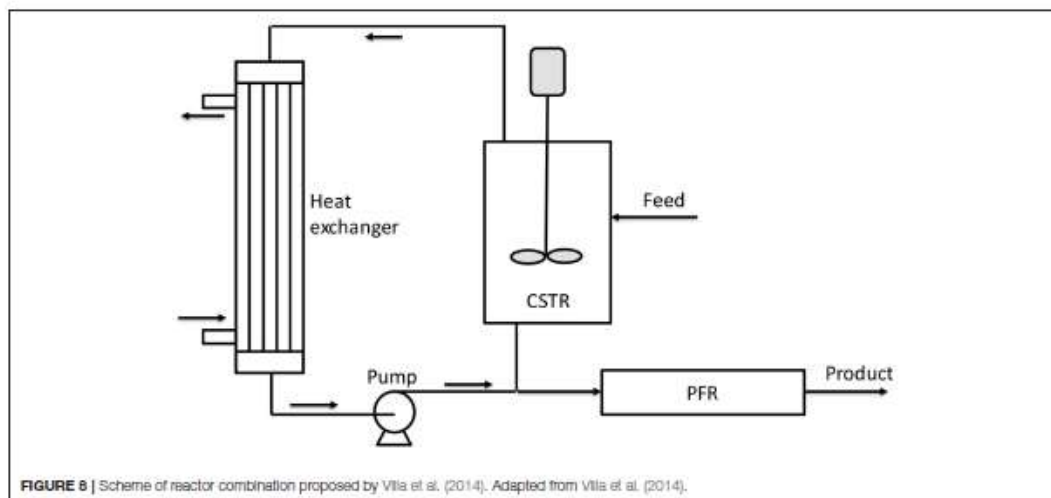 Heat
exchanger
Feed
CSTR
Pump
Product
PFR
FIGURE 8 | Scheme of reactor combination proposed by Villa et al. (2014). Adapted from Villa et al. (2014).